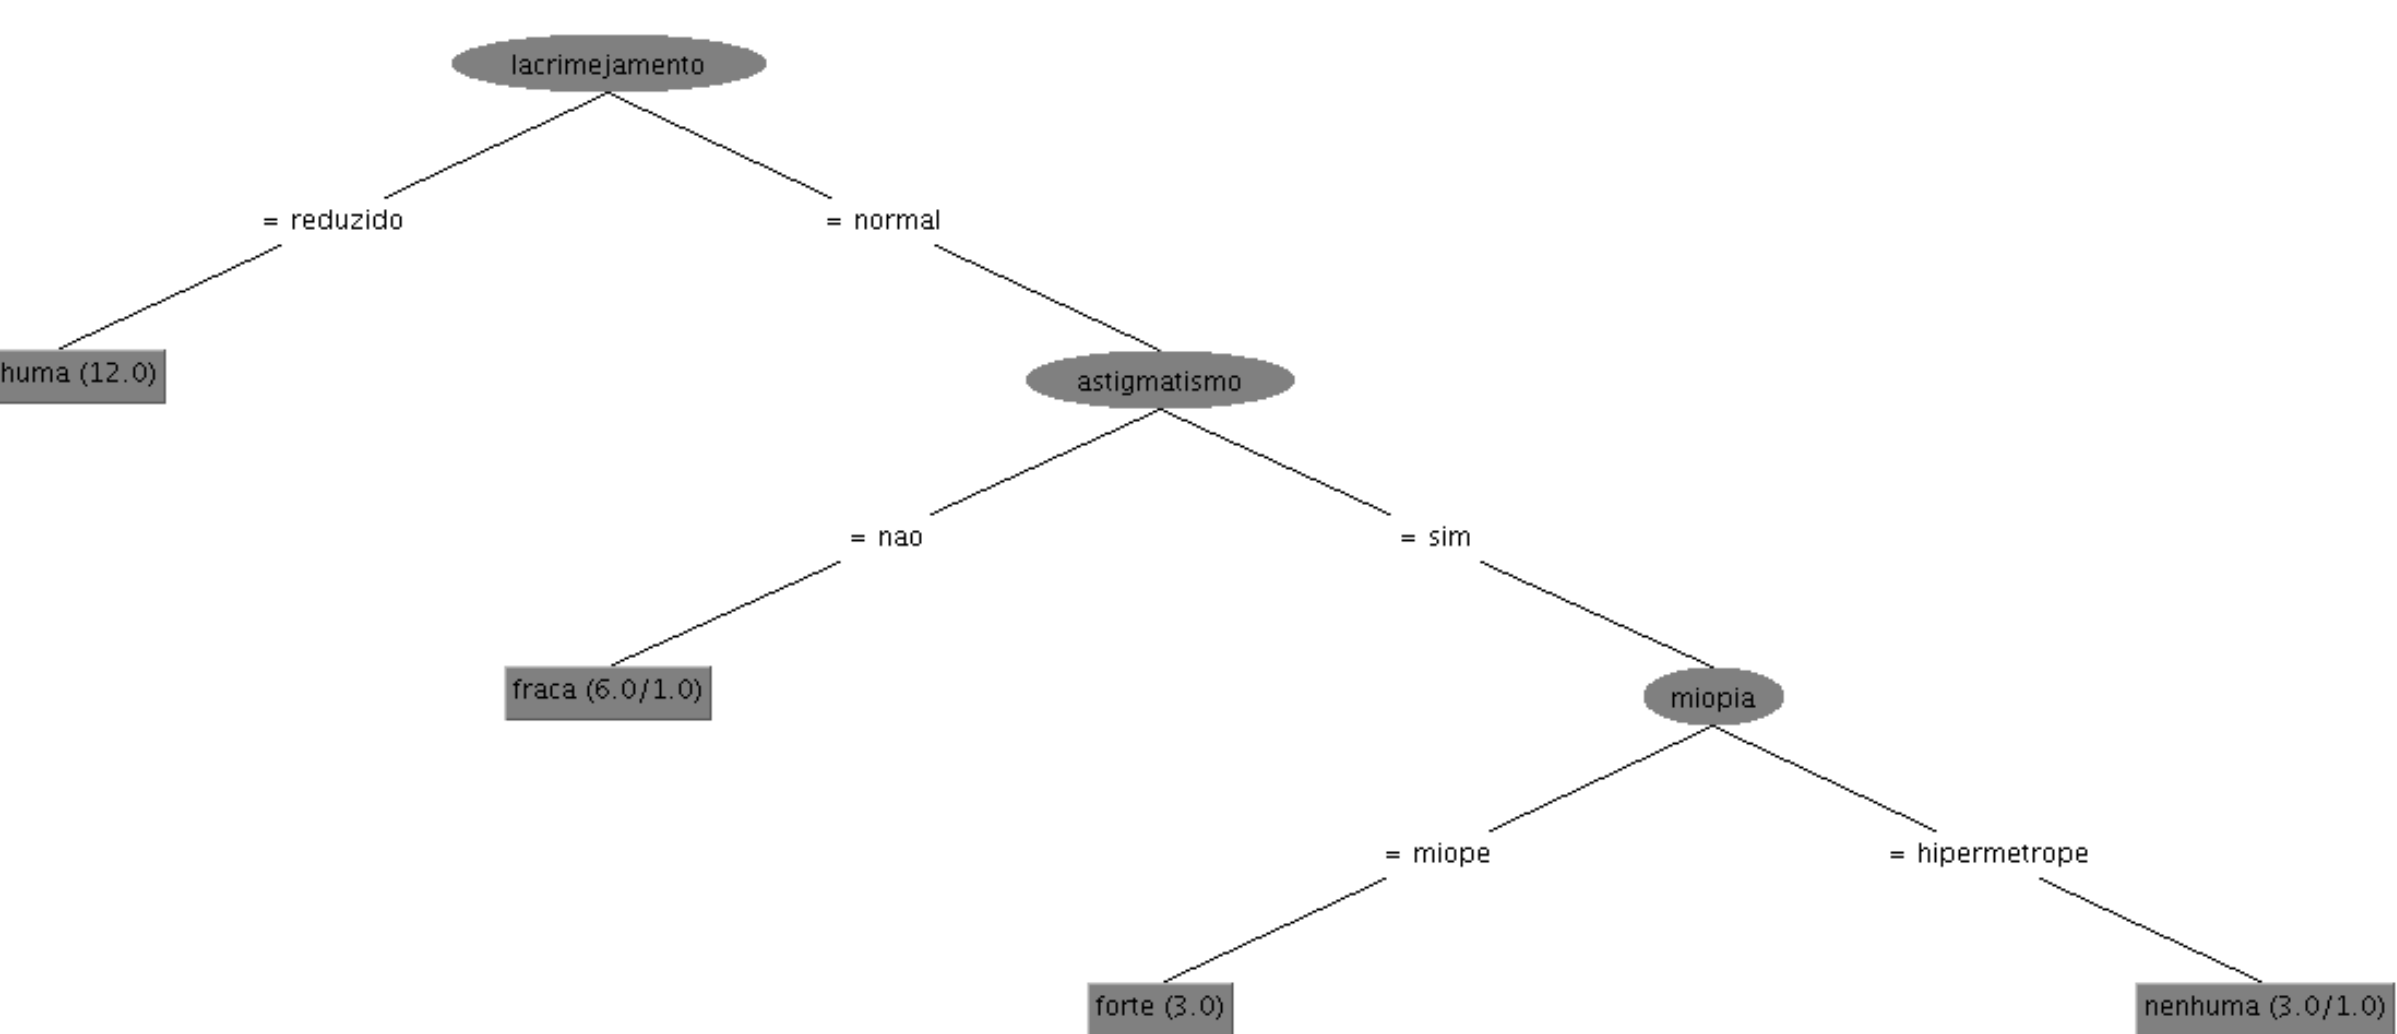 lacrimejamento
= reduzido
= normal
huma (12.0)
astigmatismo
= nao
= sim
fraca (6.0/1.0)
miopia
= miope
= hipermetrope
forte (3.0)
nenhuma (3.0/1.0)